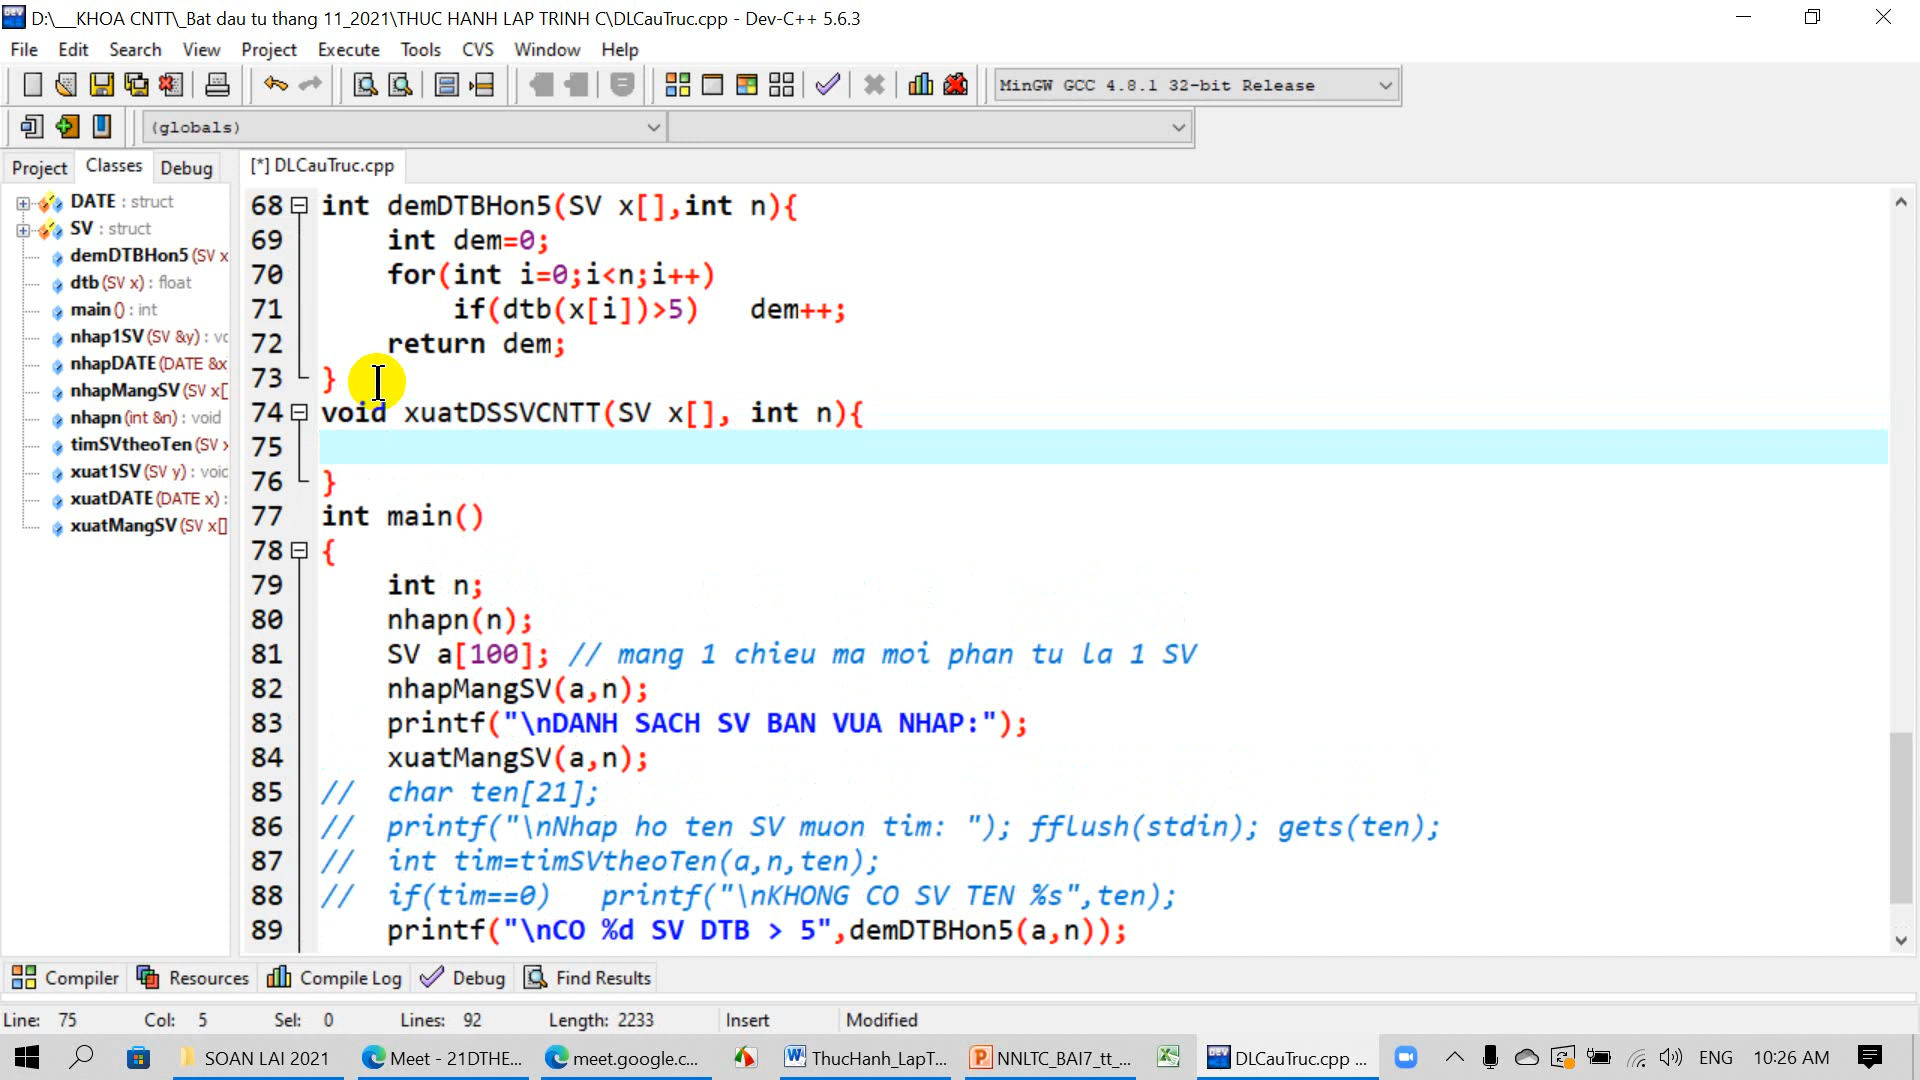 D:\__KHOA CNTT\_Bat dau tu thang 11_2021\THUC HANH LAP TRINH C\DLCauTruc.cpp - Dev-C++ 5.6.3
File Edit Search View Project Execute Tools CVS Window Help
MinGW GCC 4.8.1 32-bit Release
(globals)
Project Classes Debug
[*] DLCauTruc.cpp
DATE : struct
SV : struct
demDTBHon5 (SV x
dtb (SV x) : float
main () : int
nhap1SV (SV &y) : vc
nhapDATE (DATE &x
nhapMangSV (SV x[
nhapn (int &n) : void
timSVtheoTen (SV x
xuat1SV (SV y) : voic
xuatDATE (DATE x) :
xuatMangSV (SV x[]
68 int demDTBHon5(SV x[],int n){
69 int dem=0;
70 for(int i=0;i<n;i++)
71 if(dtb(x[i])>5) dem++;
72 return dem;
73 }
74 void xuatDSSVCNTT(SV x[], int n){
75
76 }
77 int main()
78 {
79 int n;
80 nhapn(n);
81 SV a[100]; // mang 1 chieu ma moi phan tu la 1 SV
82 nhapMangSV(a,n);
83 printf("\nDANH SACH SV BAN VUA NHAP:");
84 xuatMangSV(a,n);
85 // char ten[21];
86 // printf("\nNhap ho ten SV muon tim: "); fflush(stdin); gets(ten);
87 // int tim=timSVtheoTen(a,n,ten);
88 // if(tim==0) printf("\nKHONG CO SV TEN %s",ten);
89 printf("\nCO %d SV DTB > 5",demDTBHon5(a,n));
Compiler Resources Compile Log Debug Find Results
Line: 75 Col: 5 Sel: 0 Lines: 92 Length: 2233 Insert Modified
SOAN LAI 2021 Meet - 21DTHE... meet.google.c... ThucHanh_LapT... NNLTC_BAI7_tt_... DLCauTruc.cpp ... ENG 10:26 AM